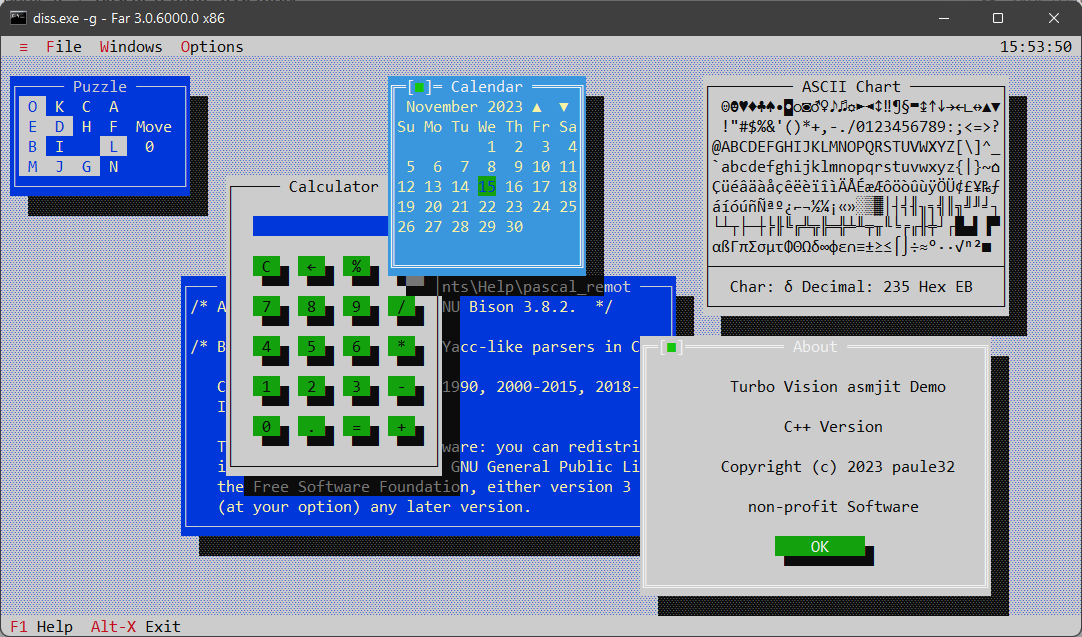 diss.exe -g - Far 3.0.6000.0 x86
≡ File Windows Options 15:53:50
Puzzle
O K C A
E D H F Move
B I L 0
M J G N
Calendar
November 2023 ▲ ▼
Su Mo Tu We Th Fr Sa
1 2 3 4
5 6 7 8 9 10 11
12 13 14 15 16 17 18
19 20 21 22 23 24 25
26 27 28 29 30
ASCII Chart
!"#$%&'()*+,-./0123456789:;<=>?
@ABCDEFGHIJKLMNOPQRSTUVWXYZ[\]^_
`abcdefghijklmnopqrstuvwxyz{|}~⌂
ÇüéâäàåçêëèïîìÄÅÉæÆôöòûùÿÖÜ¢£¥₧ƒ
áíóúñÑªº¿⌐¬½¼¡«»░▒▓│┤╡╢╖╕╣║╗╝╜╛┐
└┴┬├─┼╞╟╚╔╩╦╠═╬╧╨╤╥╙╘╒╓╫╪┘┌█▄▌▐▀
αßΓπΣσµτΦΘΩδ∞φε∩≡±≥≤⌠⌡÷≈°∙·√ⁿ²■
Char: δ Decimal: 235 Hex EB
Calculator
C ← %
7 8 9 /
4 5 6 *
1 2 3 -
0 . = +
nts\Help\pascal_remot
/* A NU Bison 3.8.2. */
/* B Yacc-like parsers in C
C 1990, 2000-2015, 2018-
I
T ware: you can redistri
i GNU General Public Li
the Free Software Foundation, either version 3
(at your option) any later version.
About
Turbo Vision asmjit Demo
C++ Version
Copyright (c) 2023 paule32
non-profit Software
OK
F1 Help Alt-X Exit